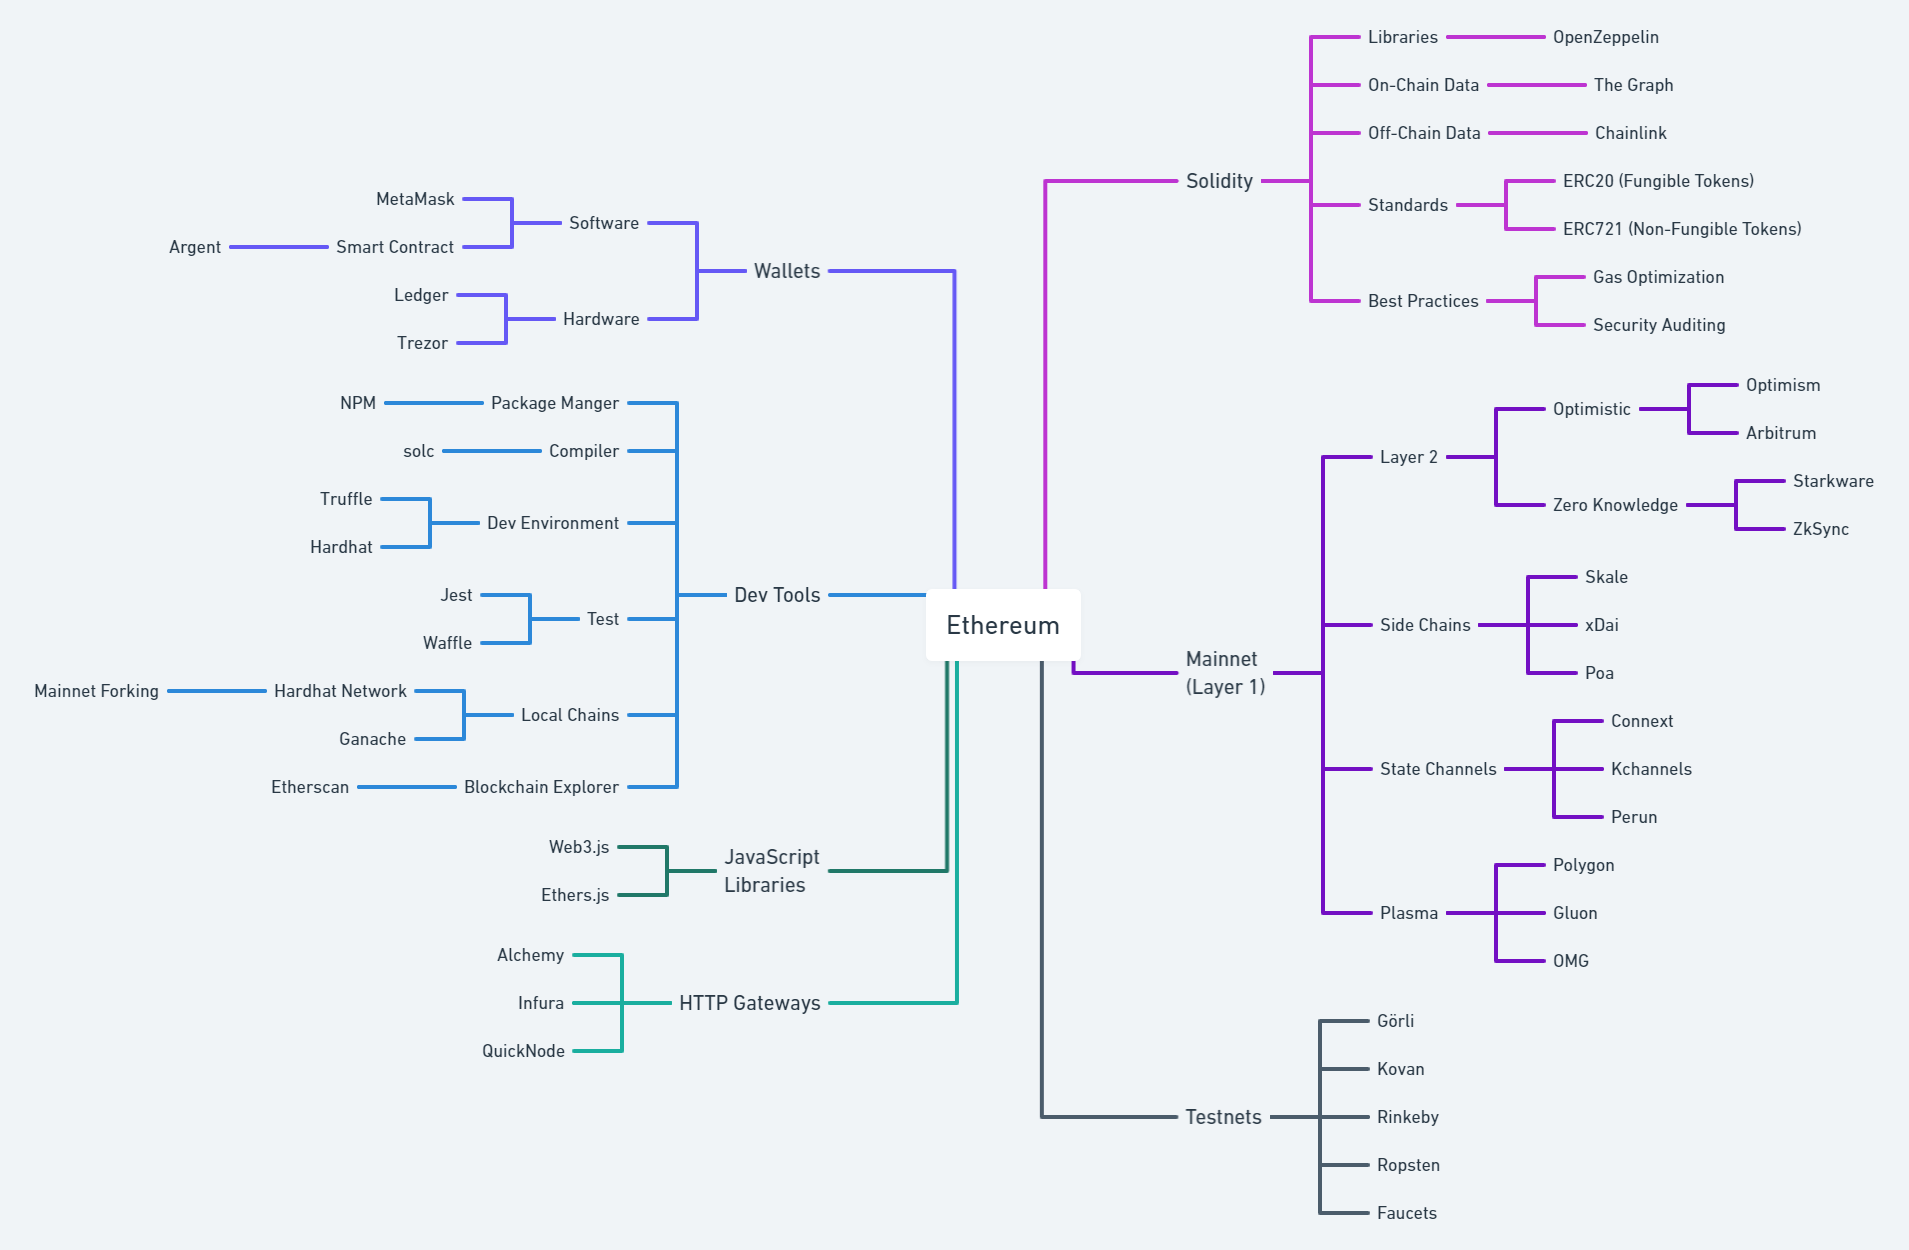 Ethereum
Wallets
Software
MetaMask
Smart Contract
Argent
Hardware
Ledger
Trezor
Dev Tools
Package Manger
NPM
Compiler
solc
Dev Environment
Truffle
Hardhat
Test
Jest
Waffle
Local Chains
Hardhat Network
Mainnet Forking
Ganache
Blockchain Explorer
Etherscan
JavaScript
Libraries
Web3.js
Ethers.js
HTTP Gateways
Alchemy
Infura
QuickNode
Solidity
Libraries
OpenZeppelin
On-Chain Data
The Graph
Off-Chain Data
Chainlink
Standards
ERC20 (Fungible Tokens)
ERC721 (Non-Fungible Tokens)
Best Practices
Gas Optimization
Security Auditing
Mainnet
(Layer 1)
Layer 2
Optimistic
Optimism
Arbitrum
Zero Knowledge
Starkware
ZkSync
Side Chains
Skale
xDai
Poa
State Channels
Connext
Kchannels
Perun
Plasma
Polygon
Gluon
OMG
Testnets
Görli
Kovan
Rinkeby
Ropsten
Faucets